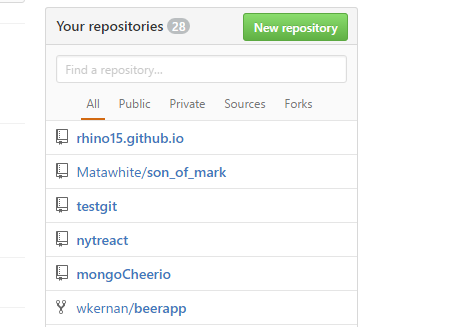 Your repositories 28 New repository
Find a repository...
All Public Private Sources Forks
rhino15.github.io
Matawhite/son_of_mark
testgit
nytreact
mongoCheerio
wkernan/beerapp